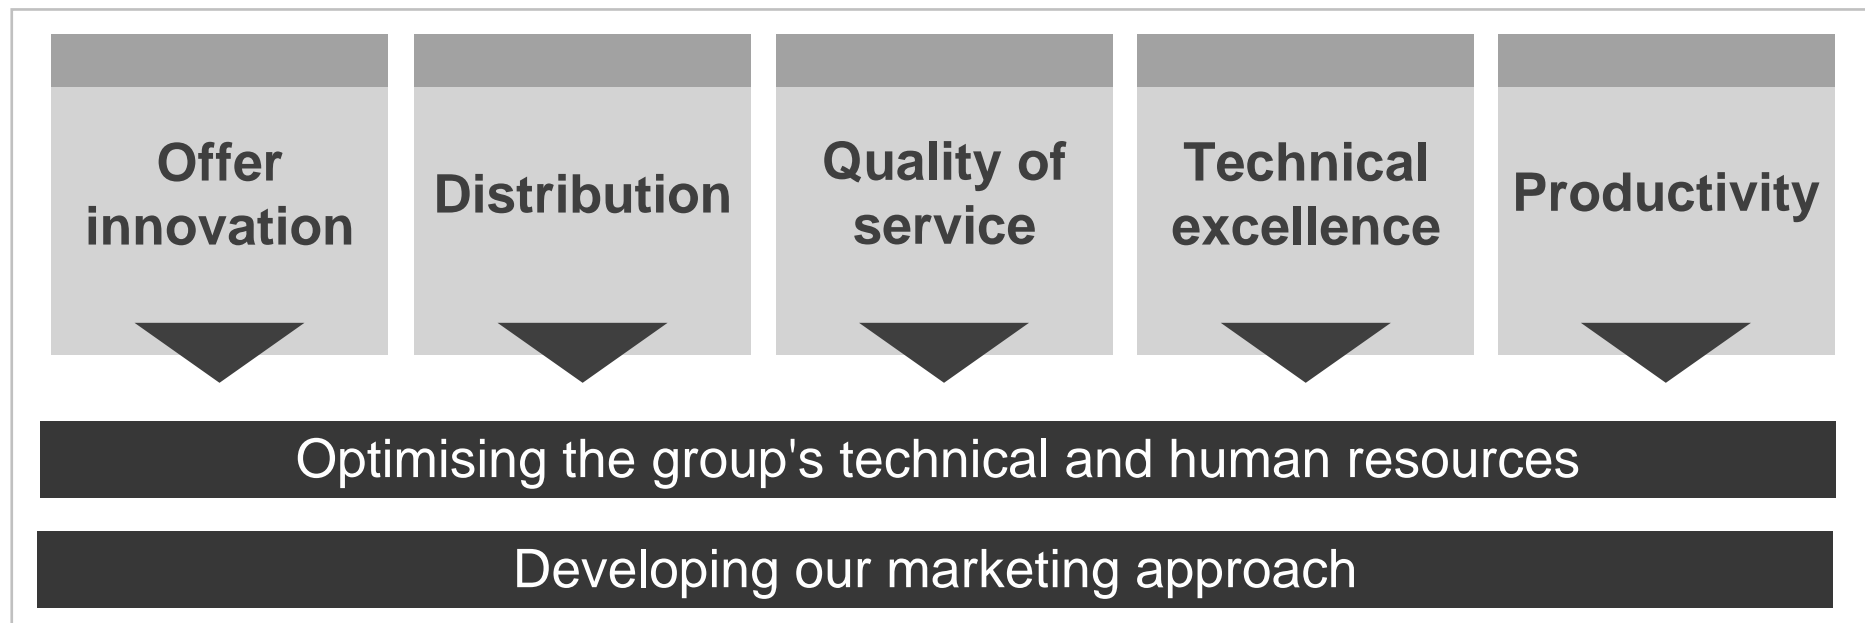 Offer
innovation
Distribution
Quality of
service
Technical
excellence
Productivity
Optimising the group's technical and human resources
Developing our marketing approach